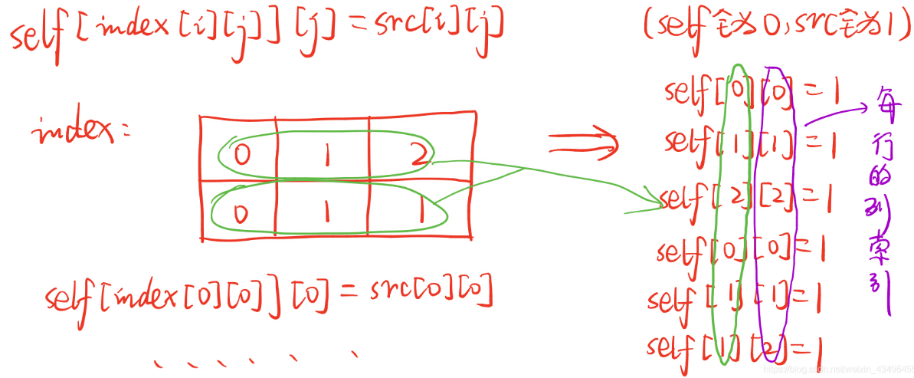 self[index[i][j]][j]=src[i][j]
index:
0 1 2
0 1 1
self[index[0][0]][0]=src[0][0]
......
(self全为0,src全为1)
self[0][0]=1
self[1][1]=1
self[2][2]=1
self[0][0]=1
self[1][1]=1
self[1][2]=1
每行的列索引